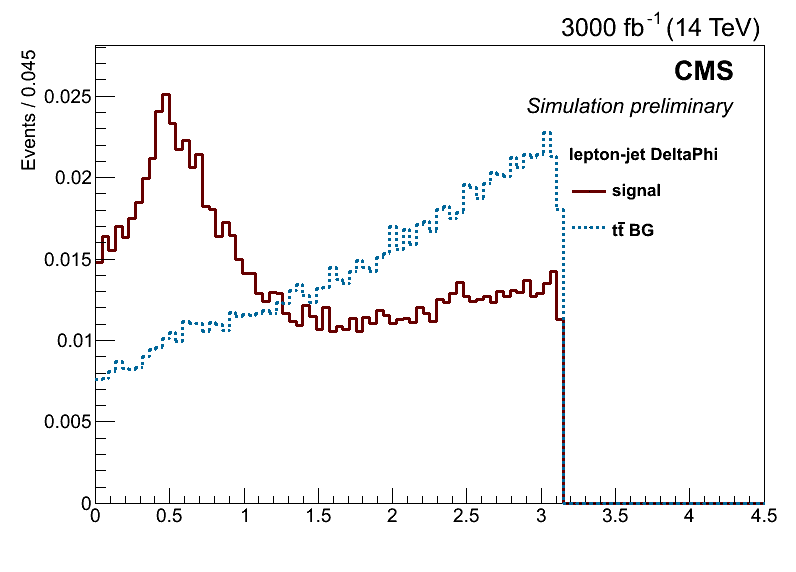 3000 fb⁻¹ (14 TeV)
CMS
Simulation preliminary
lepton-jet DeltaPhi
signal
tt̄ BG
Events / 0.045
0.025
0.02
0.015
0.01
0.005
0
0 0.5 1 1.5 2 2.5 3 3.5 4 4.5